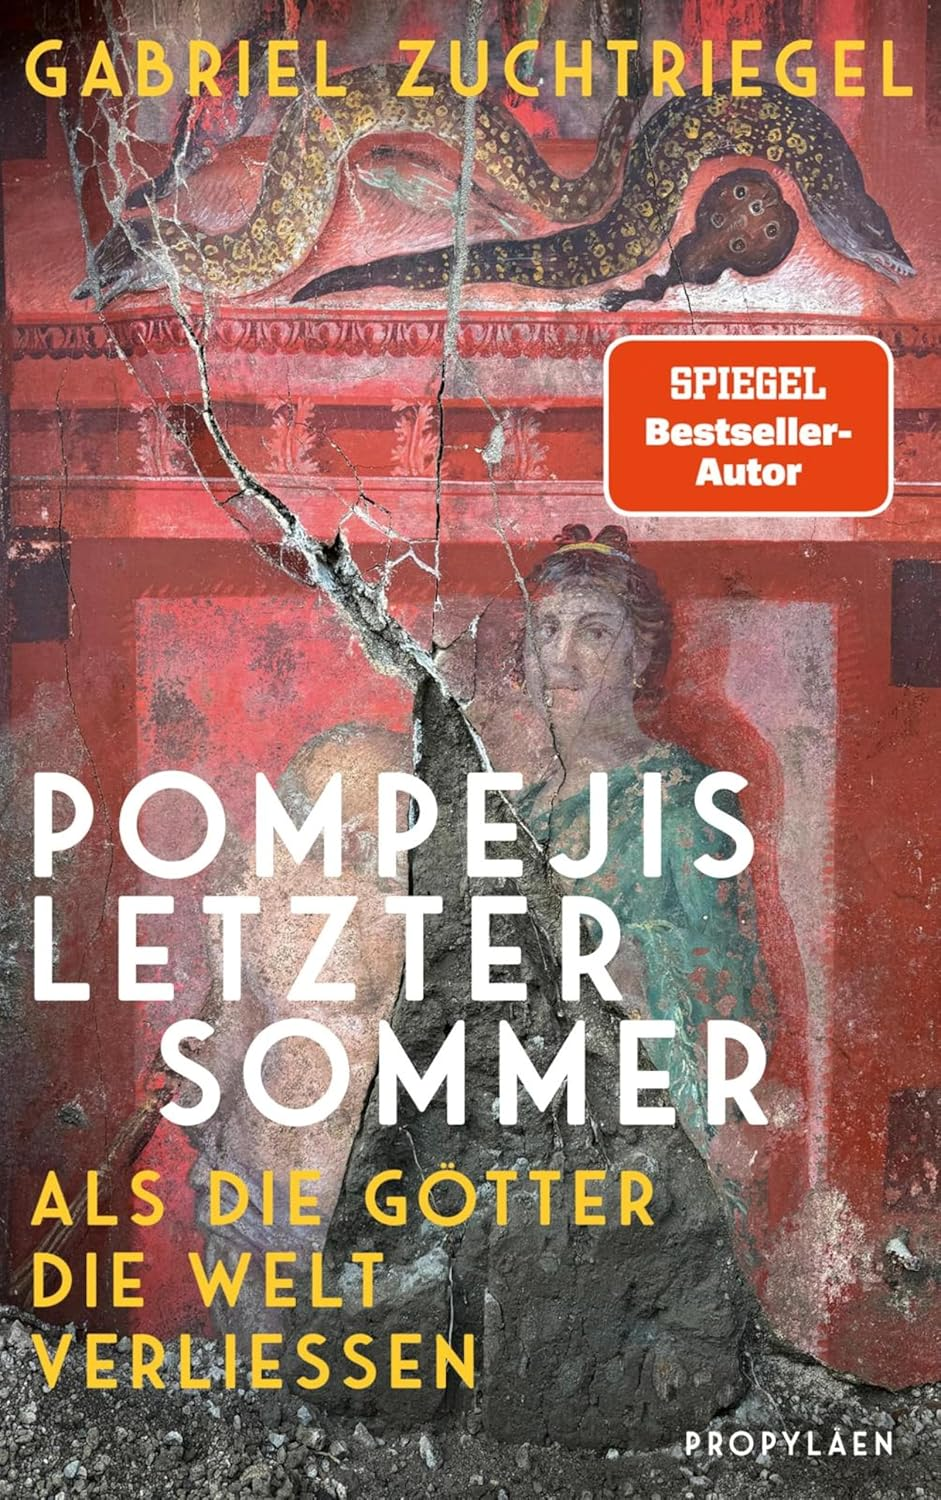 GABRIEL ZUCHTRIEGEL
SPIEGEL
Bestseller-
Autor
POMPEJIS
LETZTER
SOMMER
ALS DIE GÖTTER
DIE WELT
VERLIESSEN
PROPYLÄEN